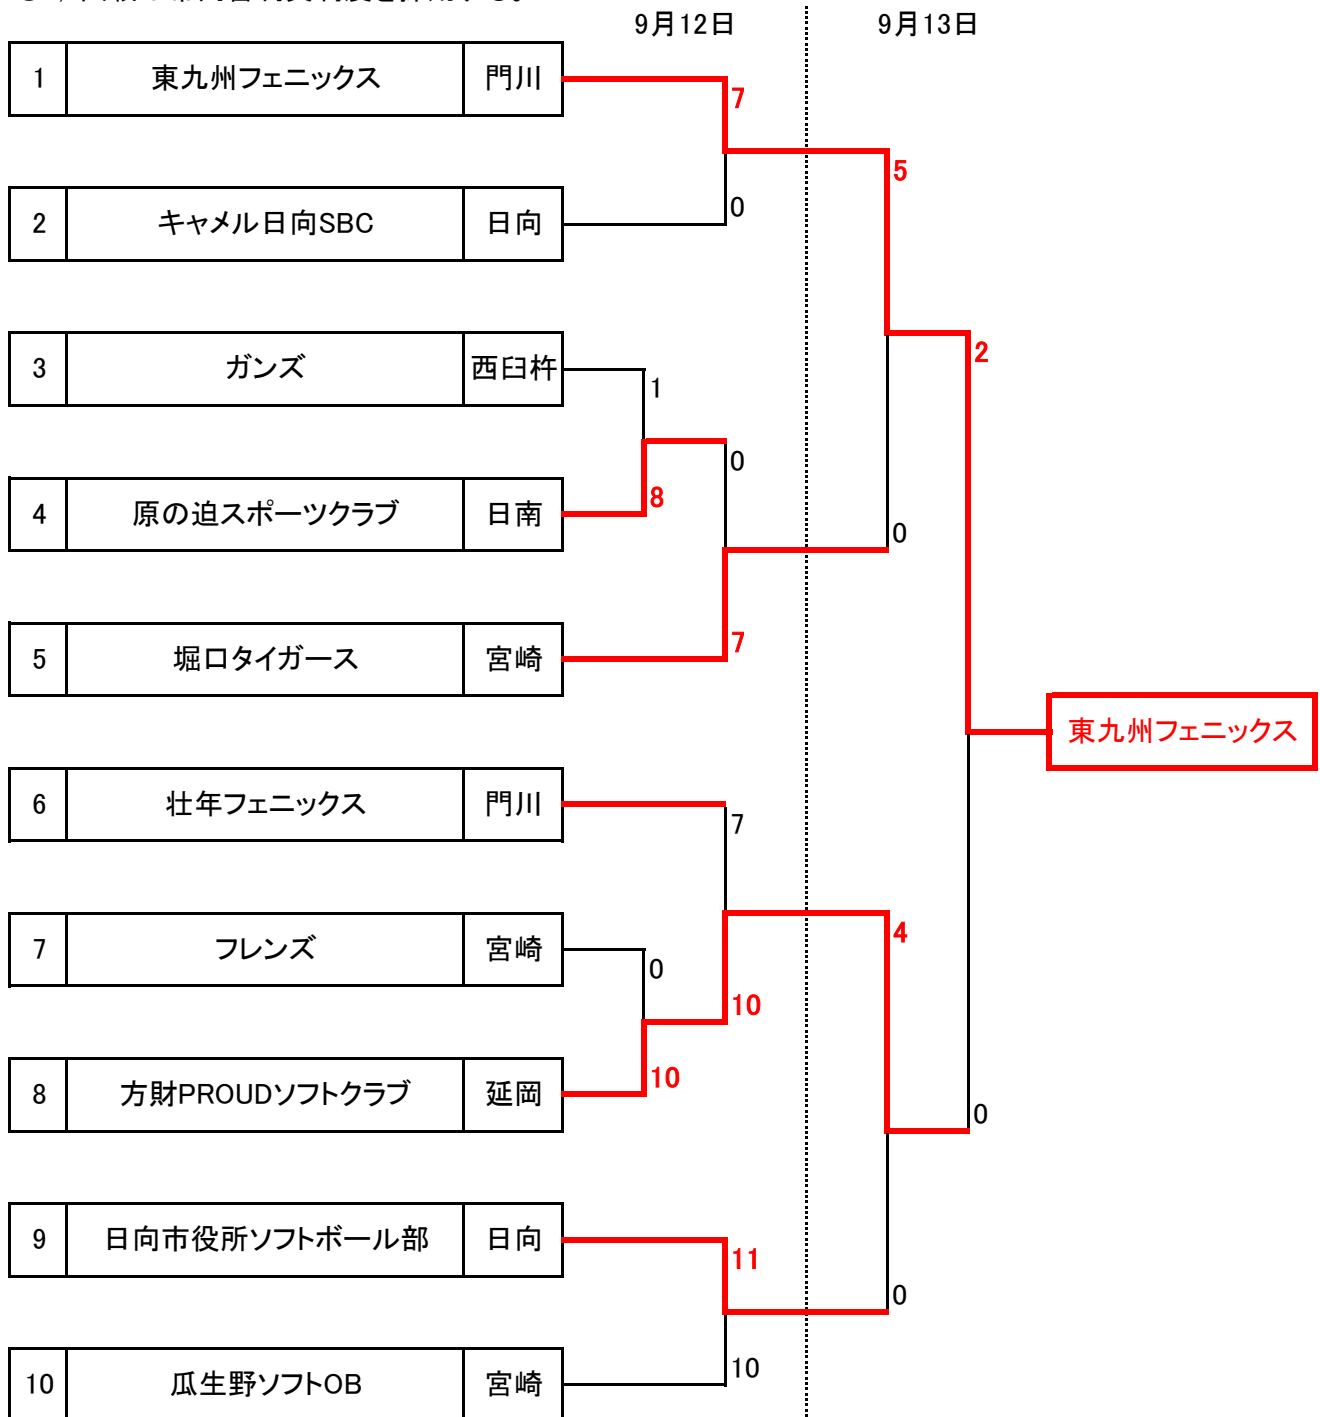 9月12日 9月13日
1 東九州フェニックス 門川
7
5
2 キャメル日向SBC 日向
0
3 ガンズ 西臼杵
2
1
0
4 原の迫スポーツクラブ 日南
8
0
5 堀口タイガース 宮崎
7
東九州フェニックス
6 壮年フェニックス 門川
7
4
7 フレンズ 宮崎
0
10
8 方財PROUDソフトクラブ 延岡
10
0
9 日向市役所ソフトボール部 日向
11
0
10 瓜生野ソフトOB 宮崎
10